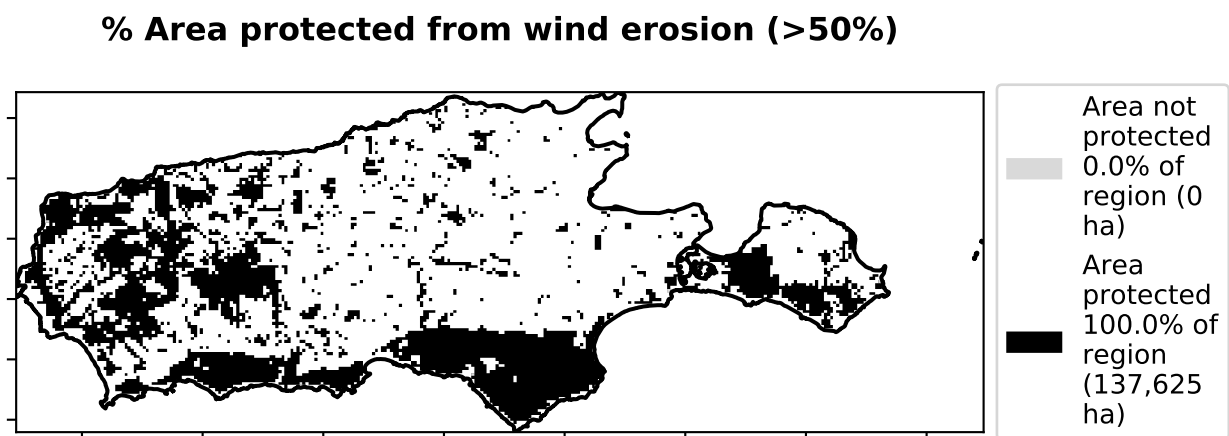 % Area protected from wind erosion (>50%)
Area not
protected
0.0% of
region (0
ha)
Area
protected
100.0% of
region
(137,625
ha)